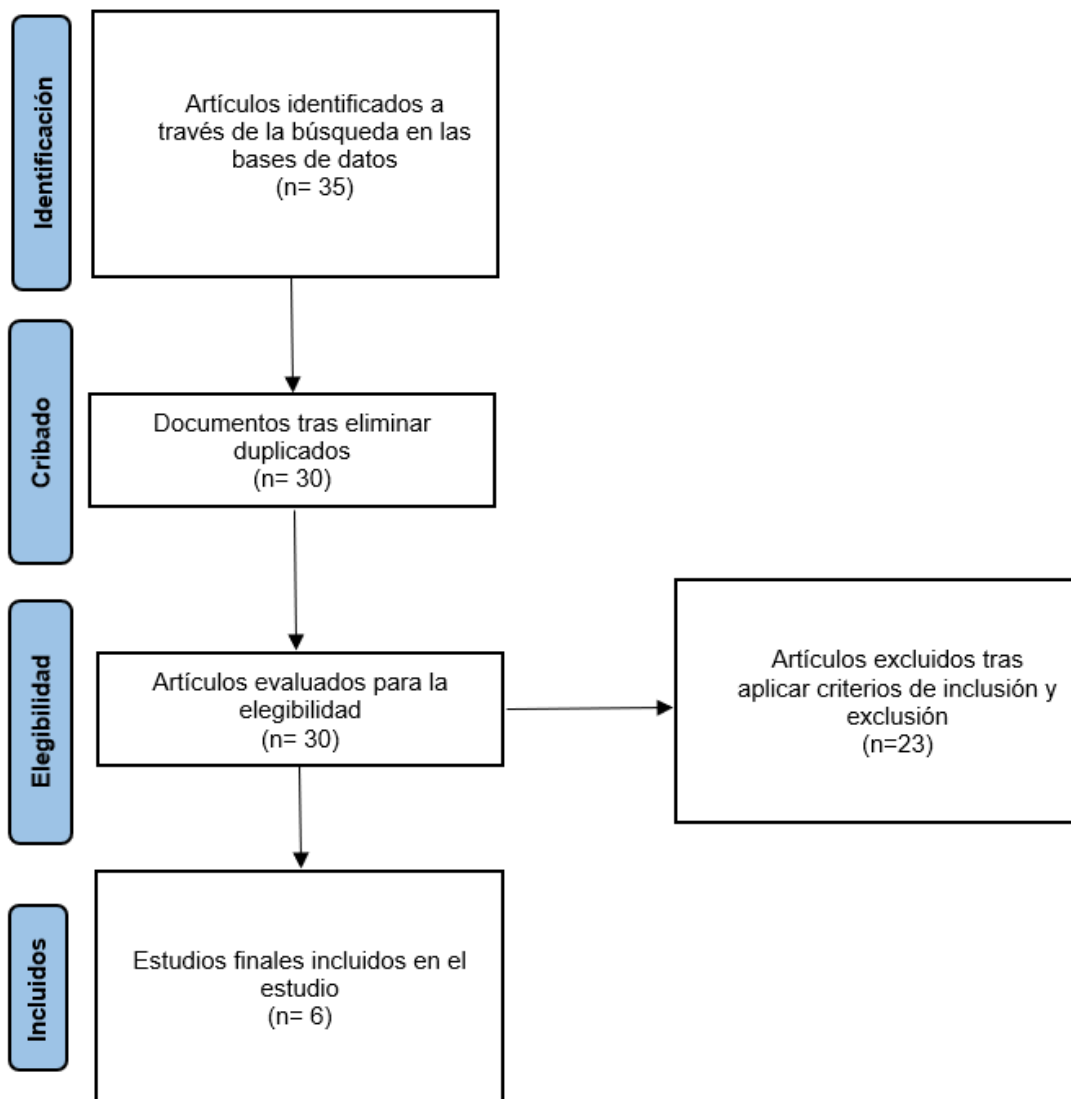 Identificación
Artículos identificados a
través de la búsqueda en las
bases de datos
(n= 35)
Cribado
Documentos tras eliminar
duplicados
(n= 30)
Elegibilidad
Artículos evaluados para la
elegibilidad
(n= 30)
Artículos excluidos tras
aplicar criterios de inclusión y
exclusión
(n=23)
Incluidos
Estudios finales incluidos en el
estudio
(n= 6)